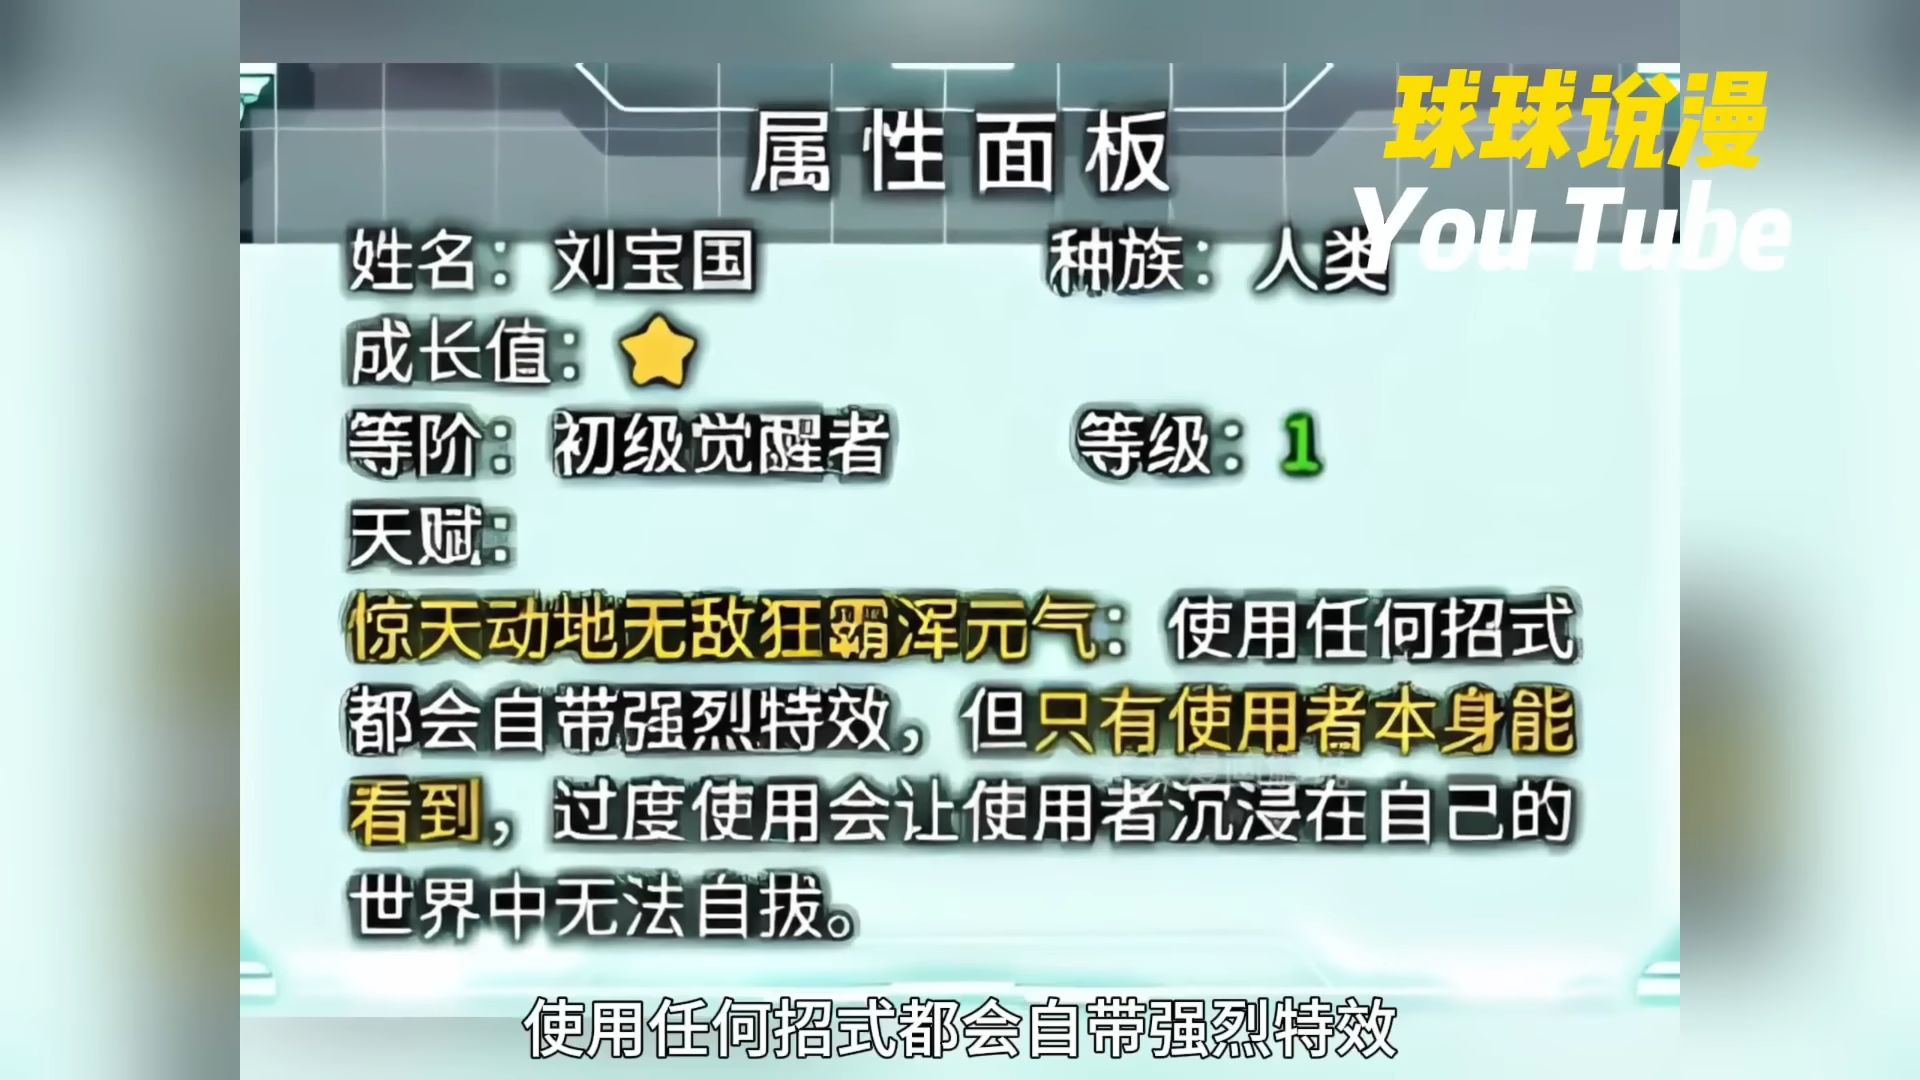 属性面板
球球说漫
You Tube
姓名：刘宝国 种族：人类
成长值：
等阶：初级觉醒者 等级：1
天赋：
惊天动地无敌狂霸浑元气：使用任何招式
都会自带强烈特效，但只有使用者本身能
看到，过度使用会让使用者沉浸在自己的
世界中无法自拔。
使用任何招式都会自带强烈特效